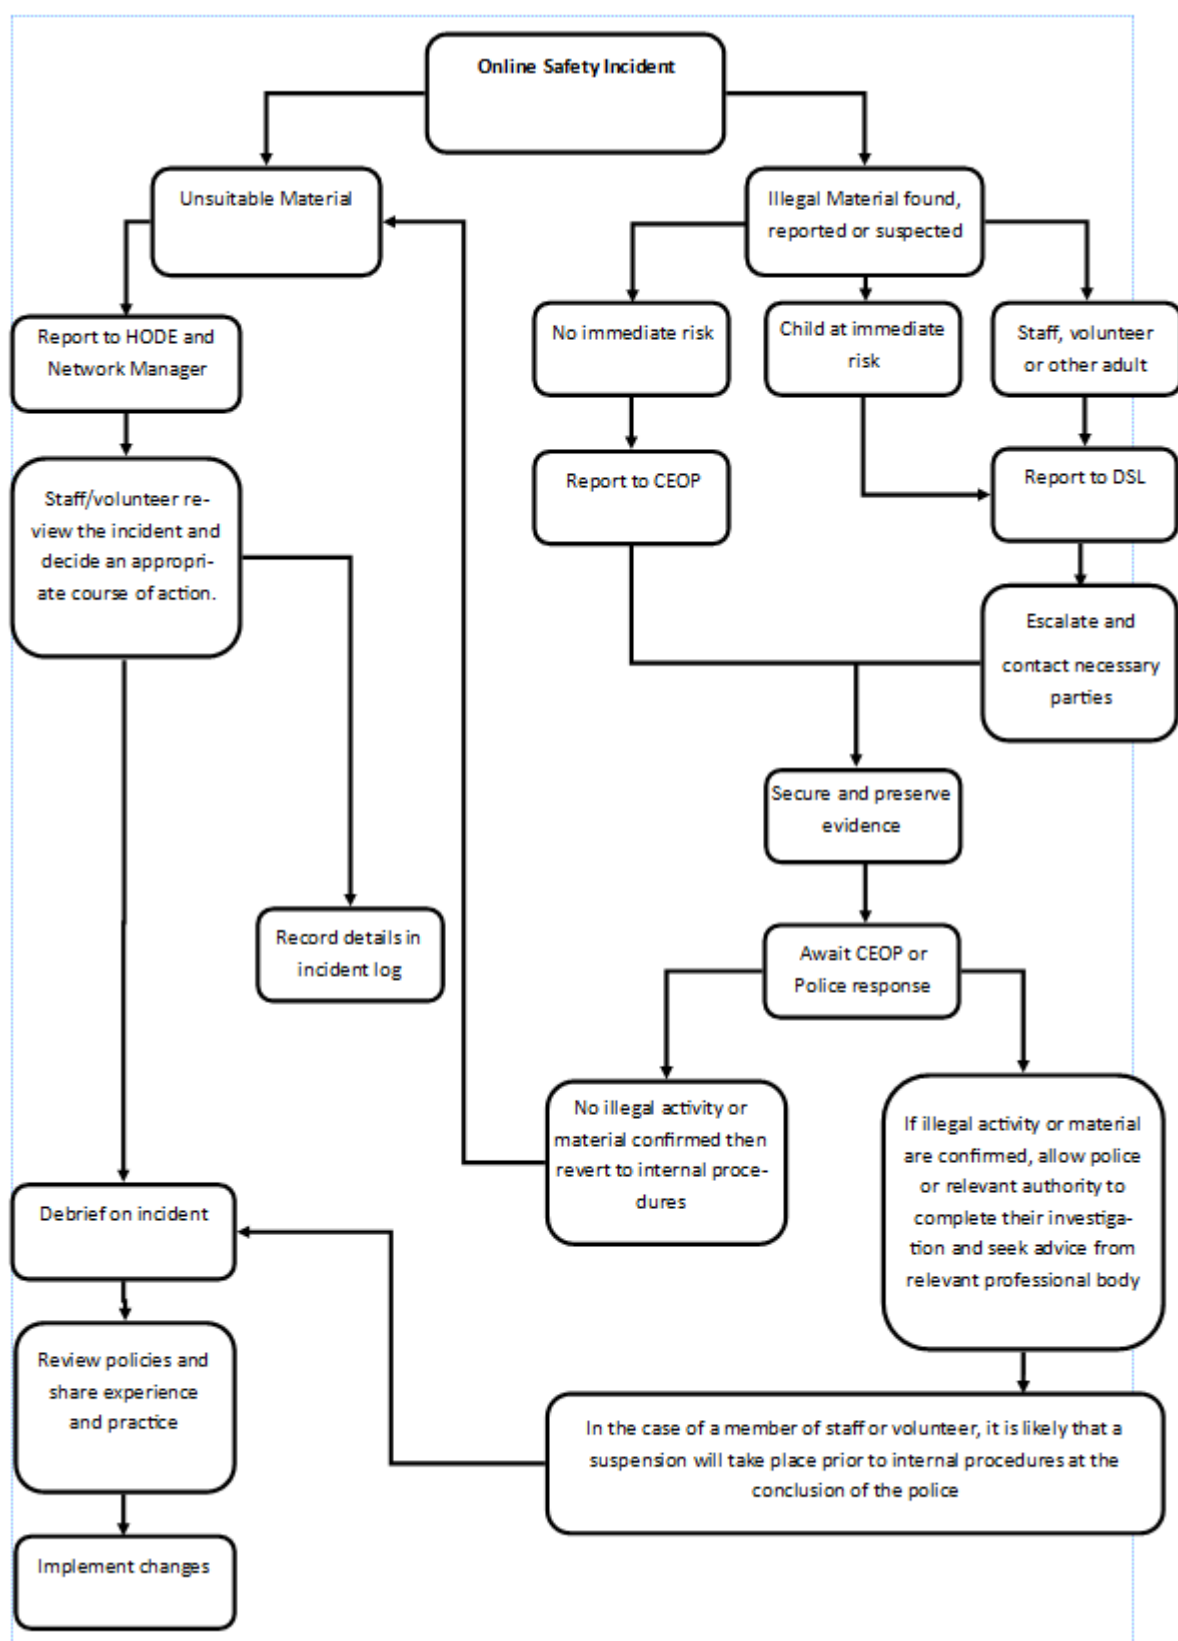 Online Safety Incident
Unsuitable Material
Illegal Material found,
reported or suspected
Report to HODE and
Network Manager
No immediate risk
Child at immediate
risk
Staff, volunteer
or other adult
Staff/volunteer re-
view the incident and
decide an appropri-
ate course of action.
Report to CEOP
Report to DSL
Escalate and
contact necessary
parties
Secure and preserve
evidence
Record details in
incident log
Await CEOP or
Police response
No illegal activity or
material confirmed then
revert to internal proce-
dures
If illegal activity or material
are confirmed, allow police
or relevant authority to
complete their investiga-
tion and seek advice from
relevant professional body
Debrief on incident
Review policies and
share experience
and practice
In the case of a member of staff or volunteer, it is likely that a
suspension will take place prior to internal procedures at the
conclusion of the police
Implement changes